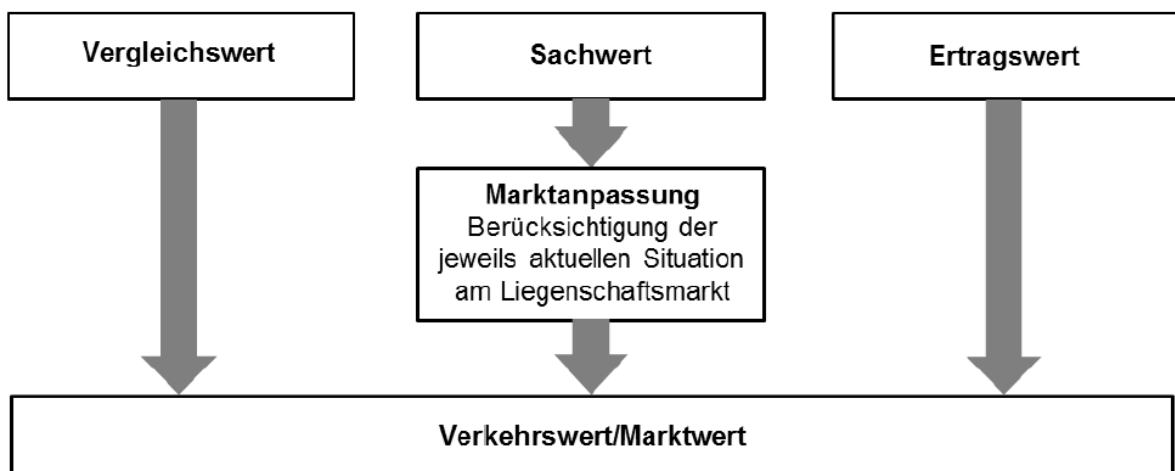 Vergleichswert
Sachwert
Ertragswert
Marktanpassung
Berücksichtigung der
jeweils aktuellen Situation
am Liegenschaftsmarkt
Verkehrswert/Marktwert